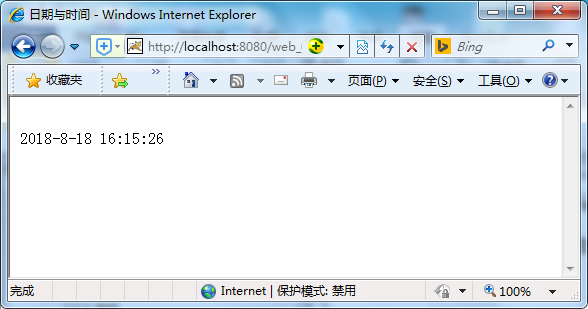 日期与时间 - Windows Internet Explorer
http://localhost:8080/web_
Bing
收藏夹
页面(P)
安全(S)
工具(O)
2018-8-18 16:15:26
完成
Internet | 保护模式: 禁用
100%